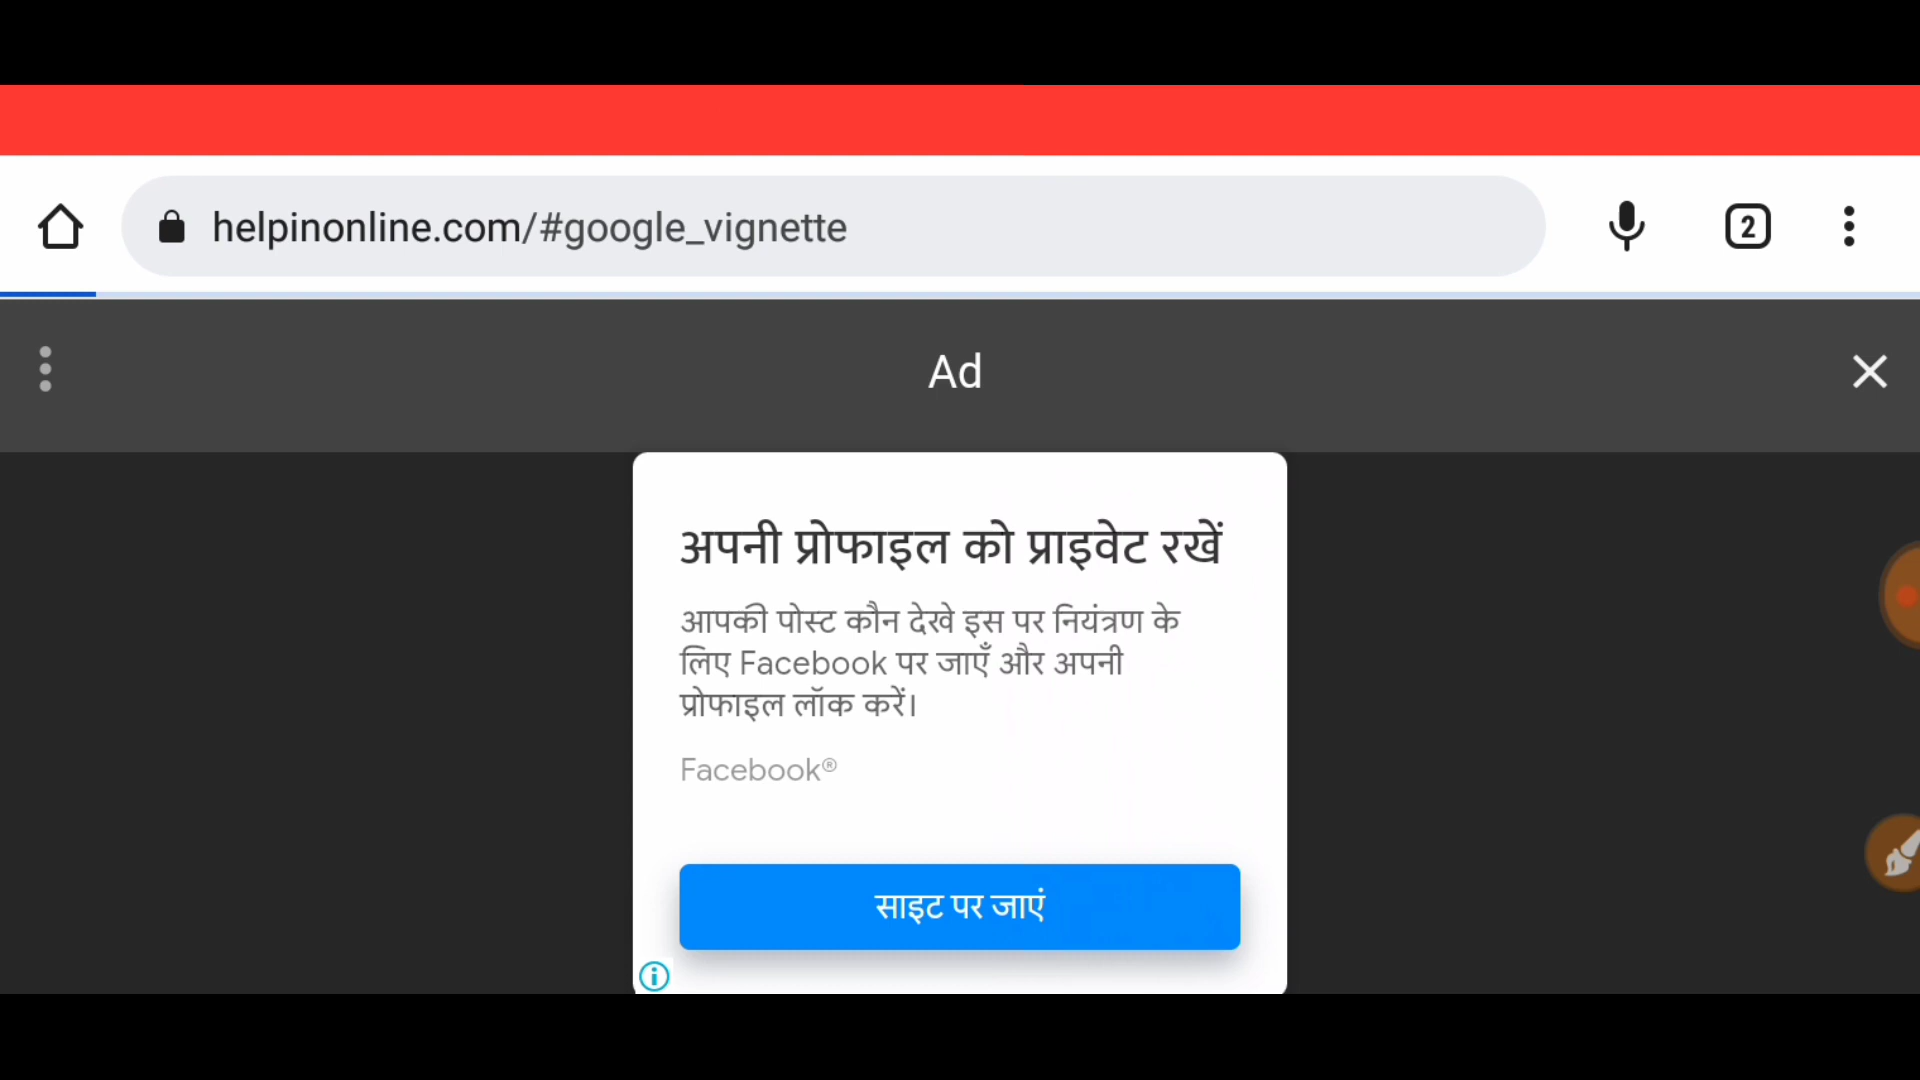 helpinonline.com/#google_vignette
2
Ad
अपनी प्रोफाइल को प्राइवेट रखें
आपकी पोस्ट कौन देखे इस पर नियंत्रण के
लिए Facebook पर जाएँ और अपनी
प्रोफाइल लॉक करें।
Facebook®
साइट पर जाएं